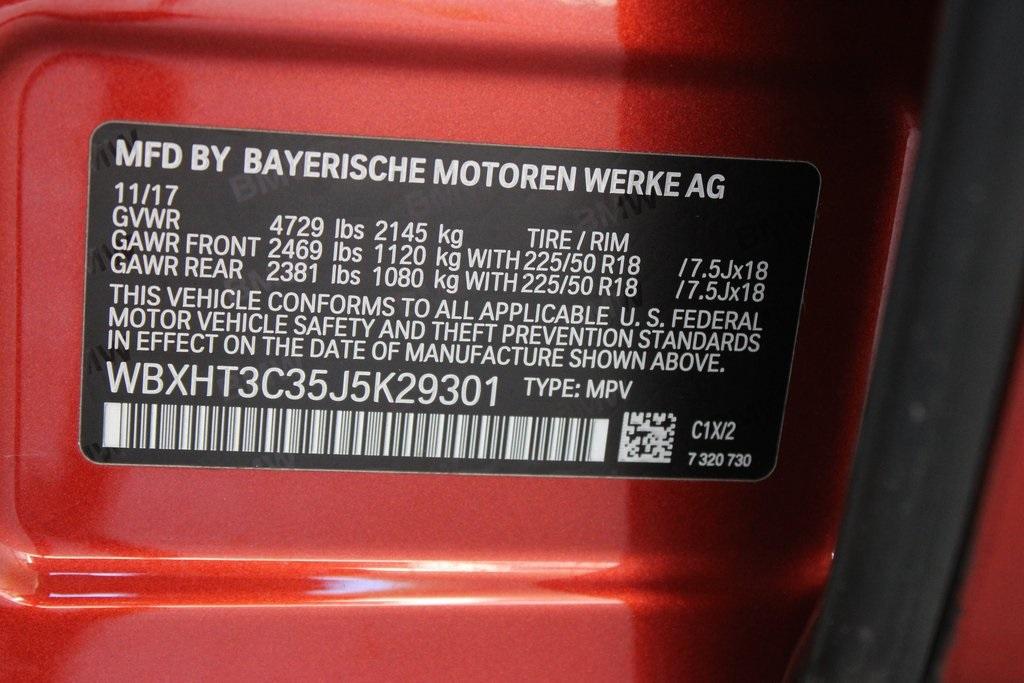 MFD BY BAYERISCHE MOTOREN WERKE AG
11/17
GVWR 4729 lbs 2145 kg TIRE / RIM
GAWR FRONT 2469 lbs 1120 kg WITH 225/50 R18 /7.5Jx18
GAWR REAR 2381 lbs 1080 kg WITH 225/50 R18 /7.5Jx18
THIS VEHICLE CONFORMS TO ALL APPLICABLE U. S. FEDERAL
MOTOR VEHICLE SAFETY AND THEFT PREVENTION STANDARDS
IN EFFECT ON THE DATE OF MANUFACTURE SHOWN ABOVE.
WBXHT3C35J5K29301 TYPE: MPV
C1X/2
7 320 730